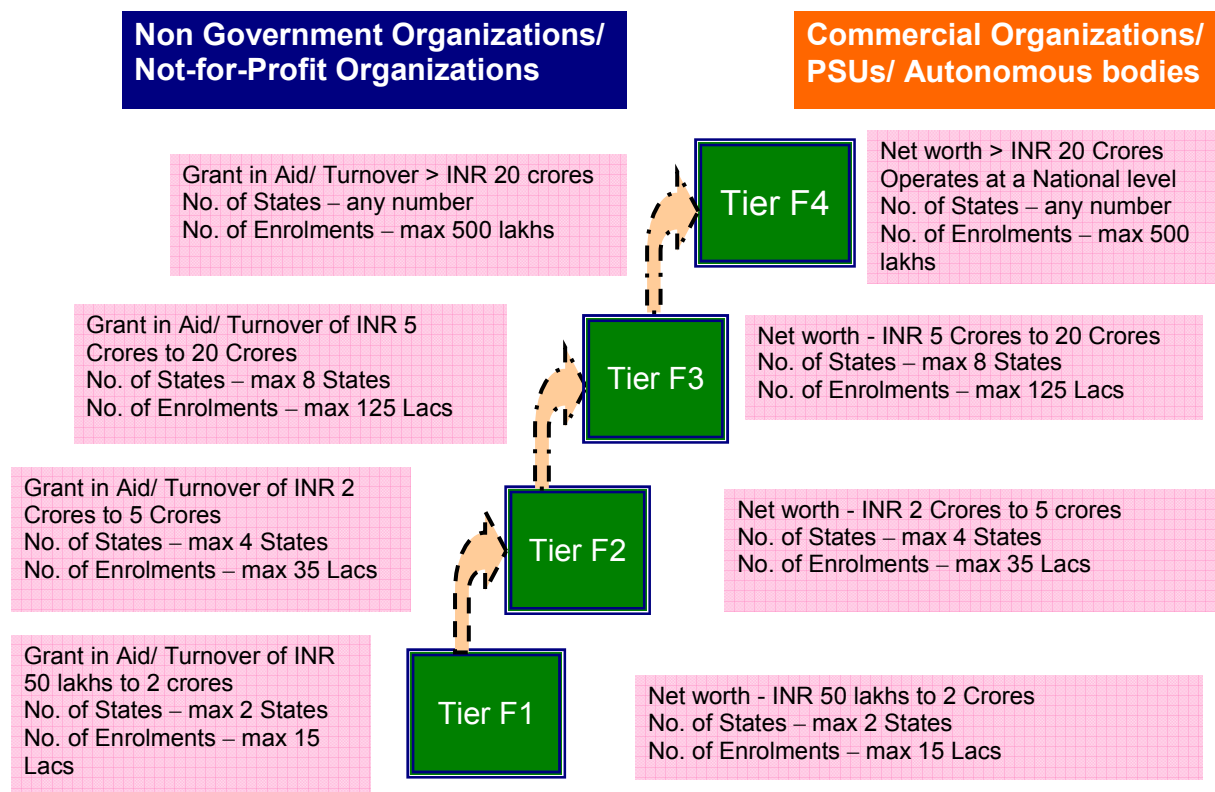 Non Government Organizations/
Not-for-Profit Organizations
Commercial Organizations/
PSUs/ Autonomous bodies
Grant in Aid/ Turnover > INR 20 crores
No. of States – any number
No. of Enrolments – max 500 lakhs
Tier F4
Net worth > INR 20 Crores
Operates at a National level
No. of States – any number
No. of Enrolments – max 500
lakhs
Grant in Aid/ Turnover of INR 5
Crores to 20 Crores
No. of States – max 8 States
No. of Enrolments – max 125 Lacs
Tier F3
Net worth - INR 5 Crores to 20 Crores
No. of States – max 8 States
No. of Enrolments – max 125 Lacs
Grant in Aid/ Turnover of INR 2
Crores to 5 Crores
No. of States – max 4 States
No. of Enrolments – max 35 Lacs
Tier F2
Net worth - INR 2 Crores to 5 crores
No. of States – max 4 States
No. of Enrolments – max 35 Lacs
Grant in Aid/ Turnover of INR
50 lakhs to 2 crores
No. of States – max 2 States
No. of Enrolments – max 15
Lacs
Tier F1
Net worth - INR 50 lakhs to 2 Crores
No. of States – max 2 States
No. of Enrolments – max 15 Lacs